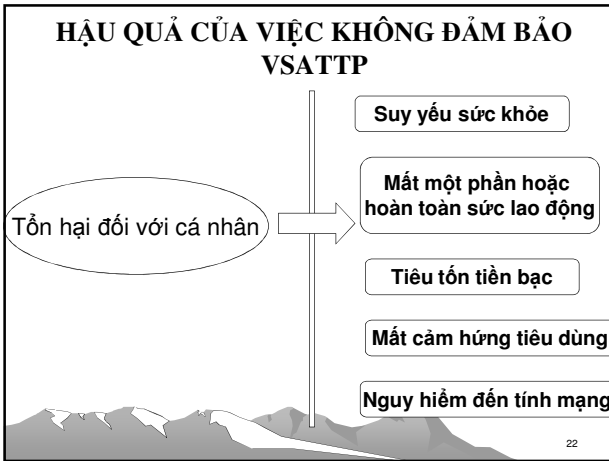 HẬU QUẢ CỦA VIỆC KHÔNG ĐẢM BẢO
VSATTP
Tổn hại đối với cá nhân
Suy yếu sức khỏe
Mất một phần hoặc
hoàn toàn sức lao động
Tiêu tốn tiền bạc
Mất cảm hứng tiêu dùng
Nguy hiểm đến tính mạng
22